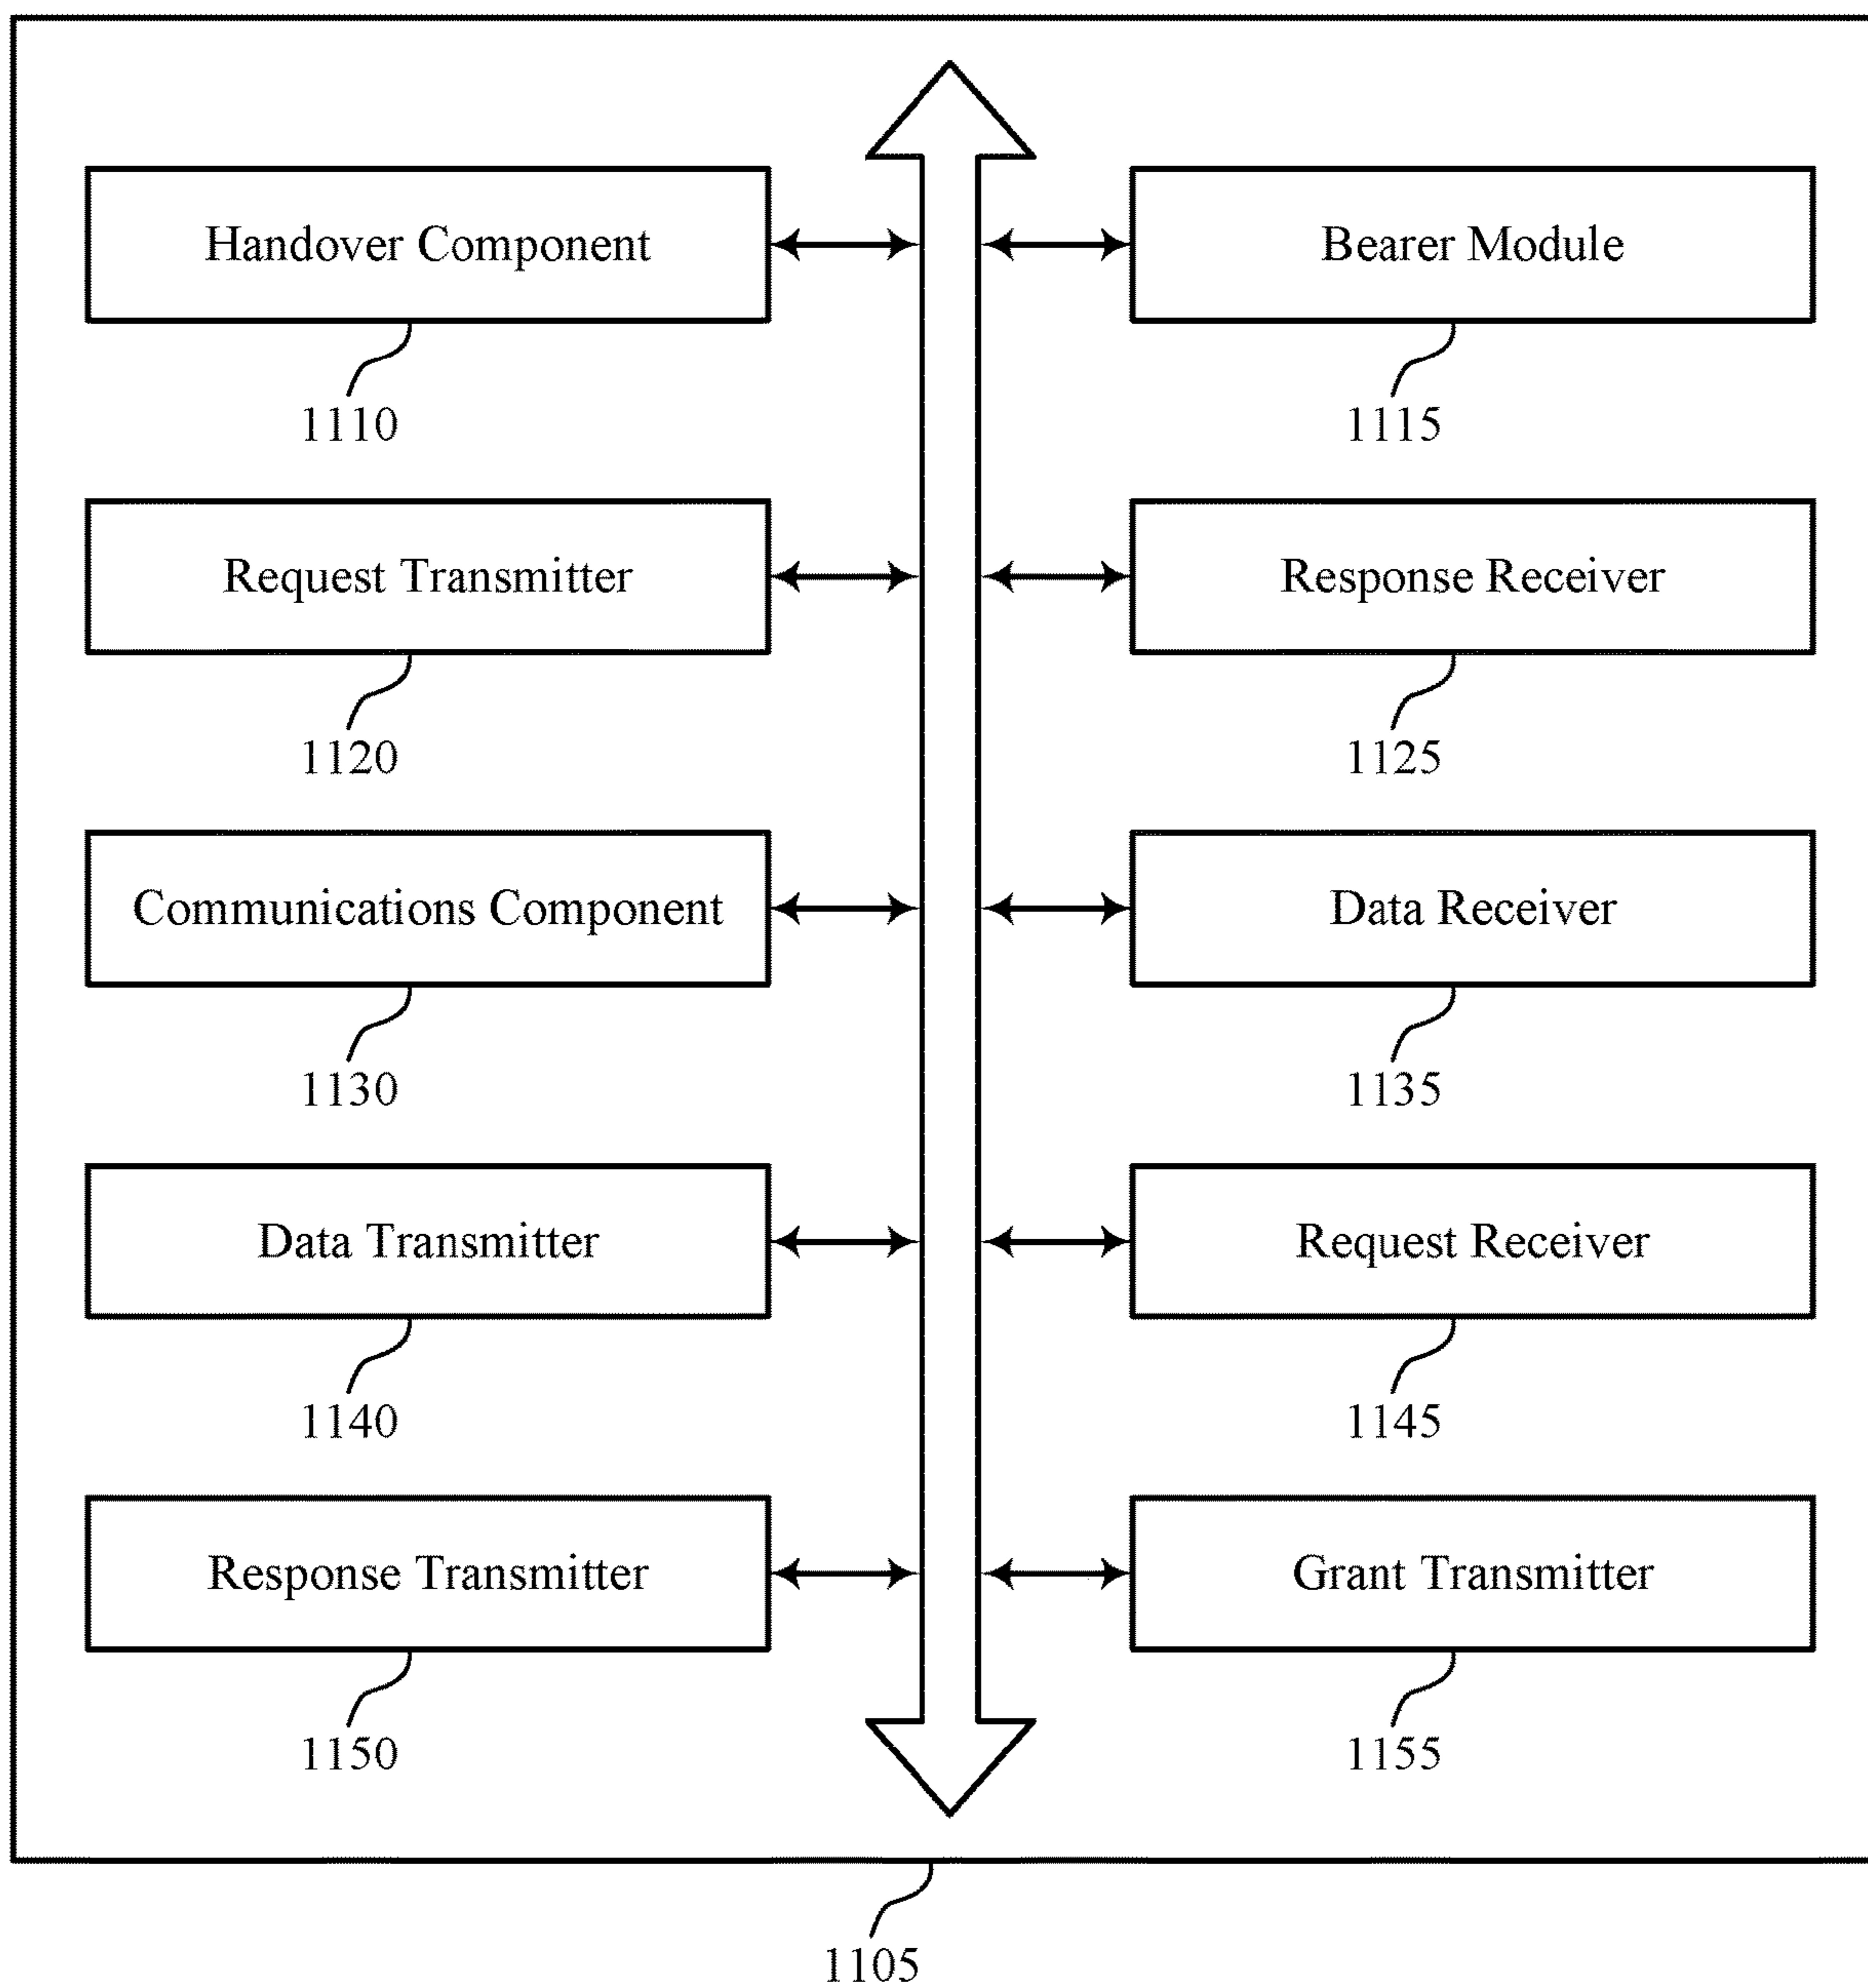 Handover Component
Bearer Module
1110
1115
Request Transmitter
Response Receiver
1120
1125
Communications Component
Data Receiver
1130
1135
Data Transmitter
Request Receiver
1140
1145
Response Transmitter
Grant Transmitter
1150
1155
1105